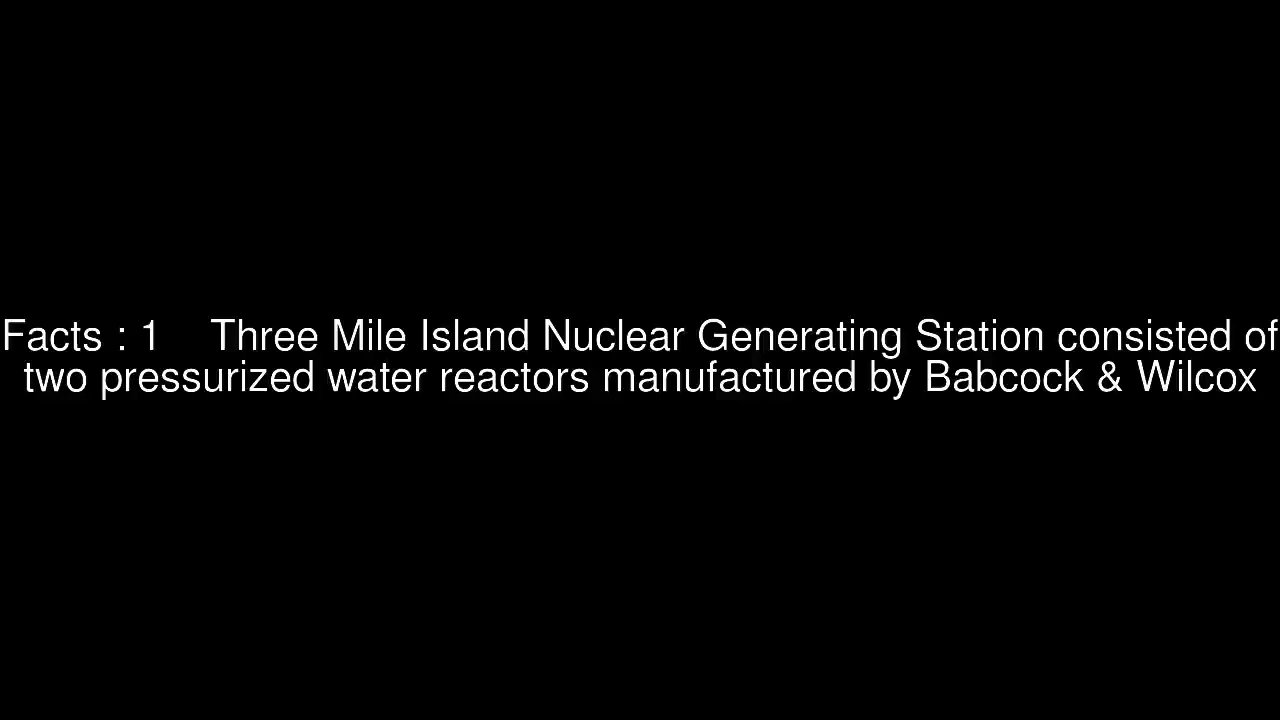 Facts : 1    Three Mile Island Nuclear Generating Station consisted of
two pressurized water reactors manufactured by Babcock & Wilcox